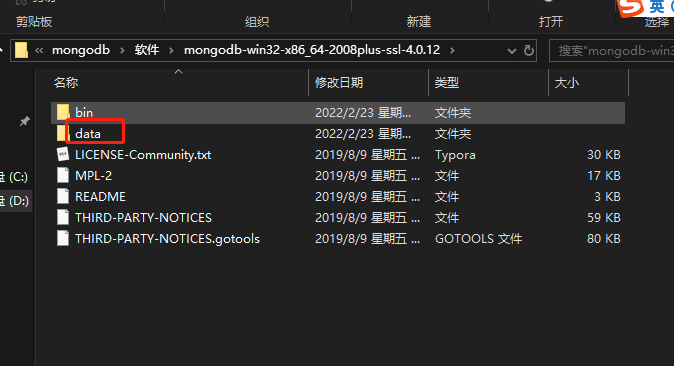 英
剪贴板 组织 新建 打开 选择
« mongodb › 软件 › mongodb-win32-x86_64-2008plus-ssl-4.0.12 › 搜索"mongodb-win3
名称 修改日期 类型 大小
bin 2022/2/23 星期... 文件夹
data 2022/2/23 星期... 文件夹
LICENSE-Community.txt 2019/8/9 星期五 ... Typora 30 KB
MPL-2 2019/8/9 星期五 ... 文件 17 KB
README 2019/8/9 星期五 ... 文件 3 KB
THIRD-PARTY-NOTICES 2019/8/9 星期五 ... 文件 59 KB
THIRD-PARTY-NOTICES.gotools 2019/8/9 星期五 ... GOTOOLS 文件 80 KB
盘 (C:)
盘 (D:)